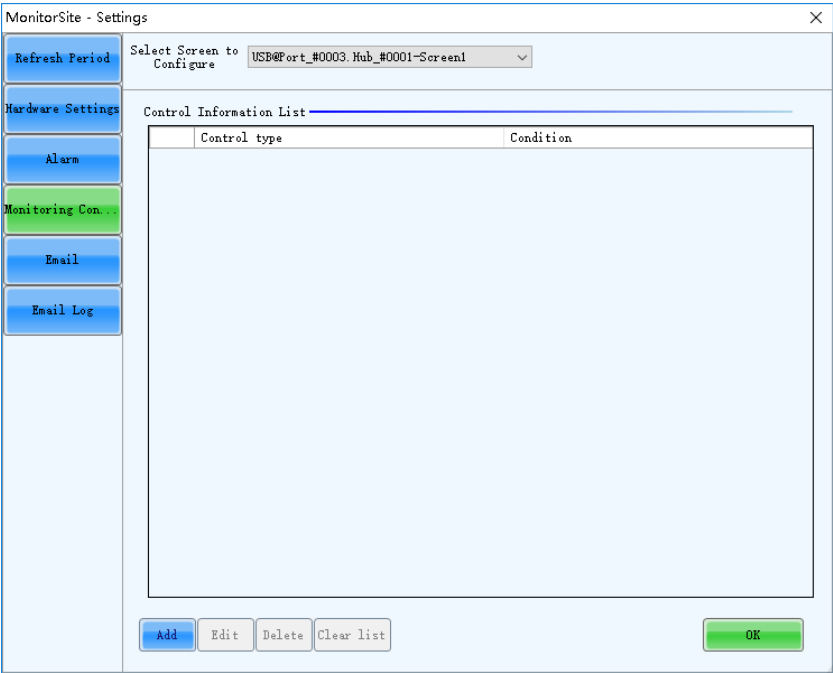 MonitorSite - Settings
Refresh Period
Hardware Settings
Alarm
Monitoring Con...
Email
Email Log
Select Screen to
Configure
USB@Port_#0003.Hub_#0001-Screen1
Control Information List
Control type
Condition
Add
Edit
Delete
Clear list
OK